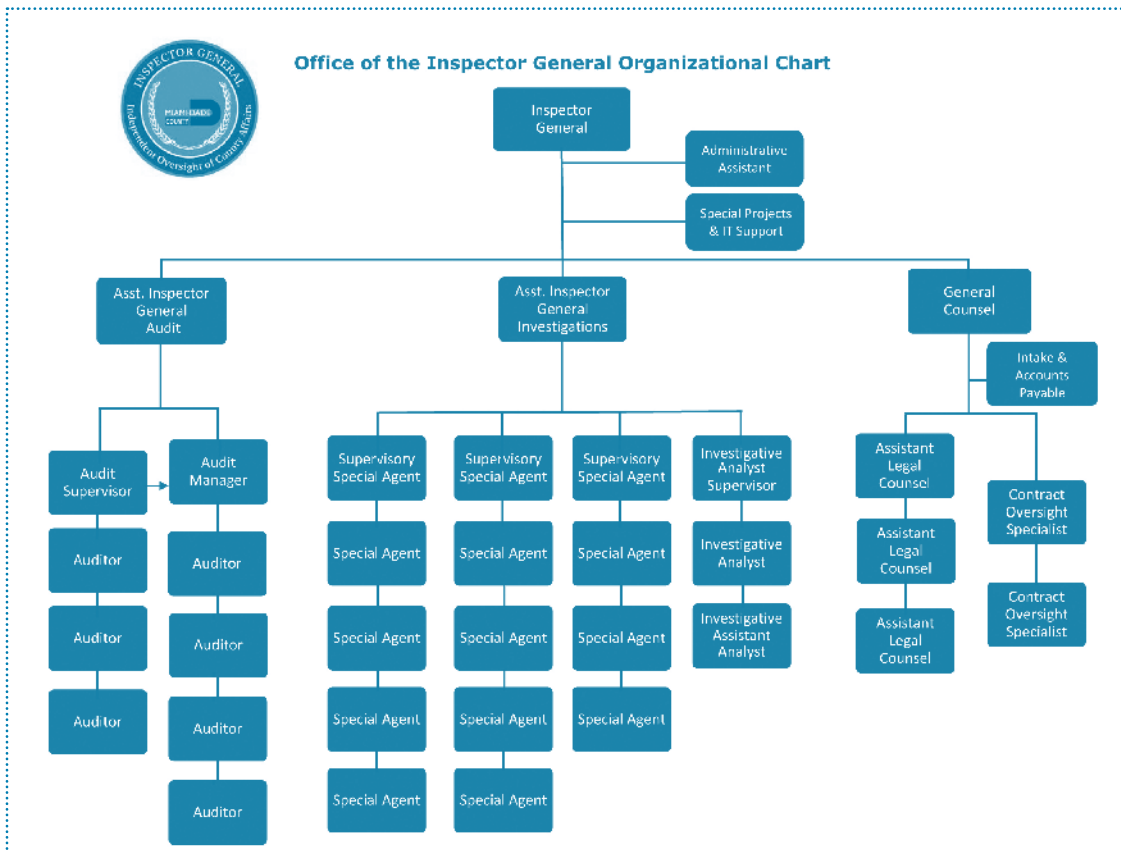 INSPECTOR GENERAL
MIAMI-DADE
COUNTY
Independent Oversight of County Affairs
Office of the Inspector General Organizational Chart
Inspector
General
Administrative
Assistant
Special Projects
& IT Support
Asst. Inspector
General
Audit
Asst. Inspector
General
Investigations
General
Counsel
Intake &
Accounts
Payable
Audit
Supervisor
Auditor
Auditor
Auditor
Audit
Manager
Auditor
Auditor
Auditor
Auditor
Supervisory
Special Agent
Special Agent
Special Agent
Special Agent
Special Agent
Supervisory
Special Agent
Special Agent
Special Agent
Special Agent
Special Agent
Supervisory
Special Agent
Special Agent
Special Agent
Special Agent
Investigative
Analyst
Supervisor
Investigative
Analyst
Investigative
Assistant
Analyst
Assistant
Legal
Counsel
Assistant
Legal
Counsel
Assistant
Legal
Counsel
Contract
Oversight
Specialist
Contract
Oversight
Specialist